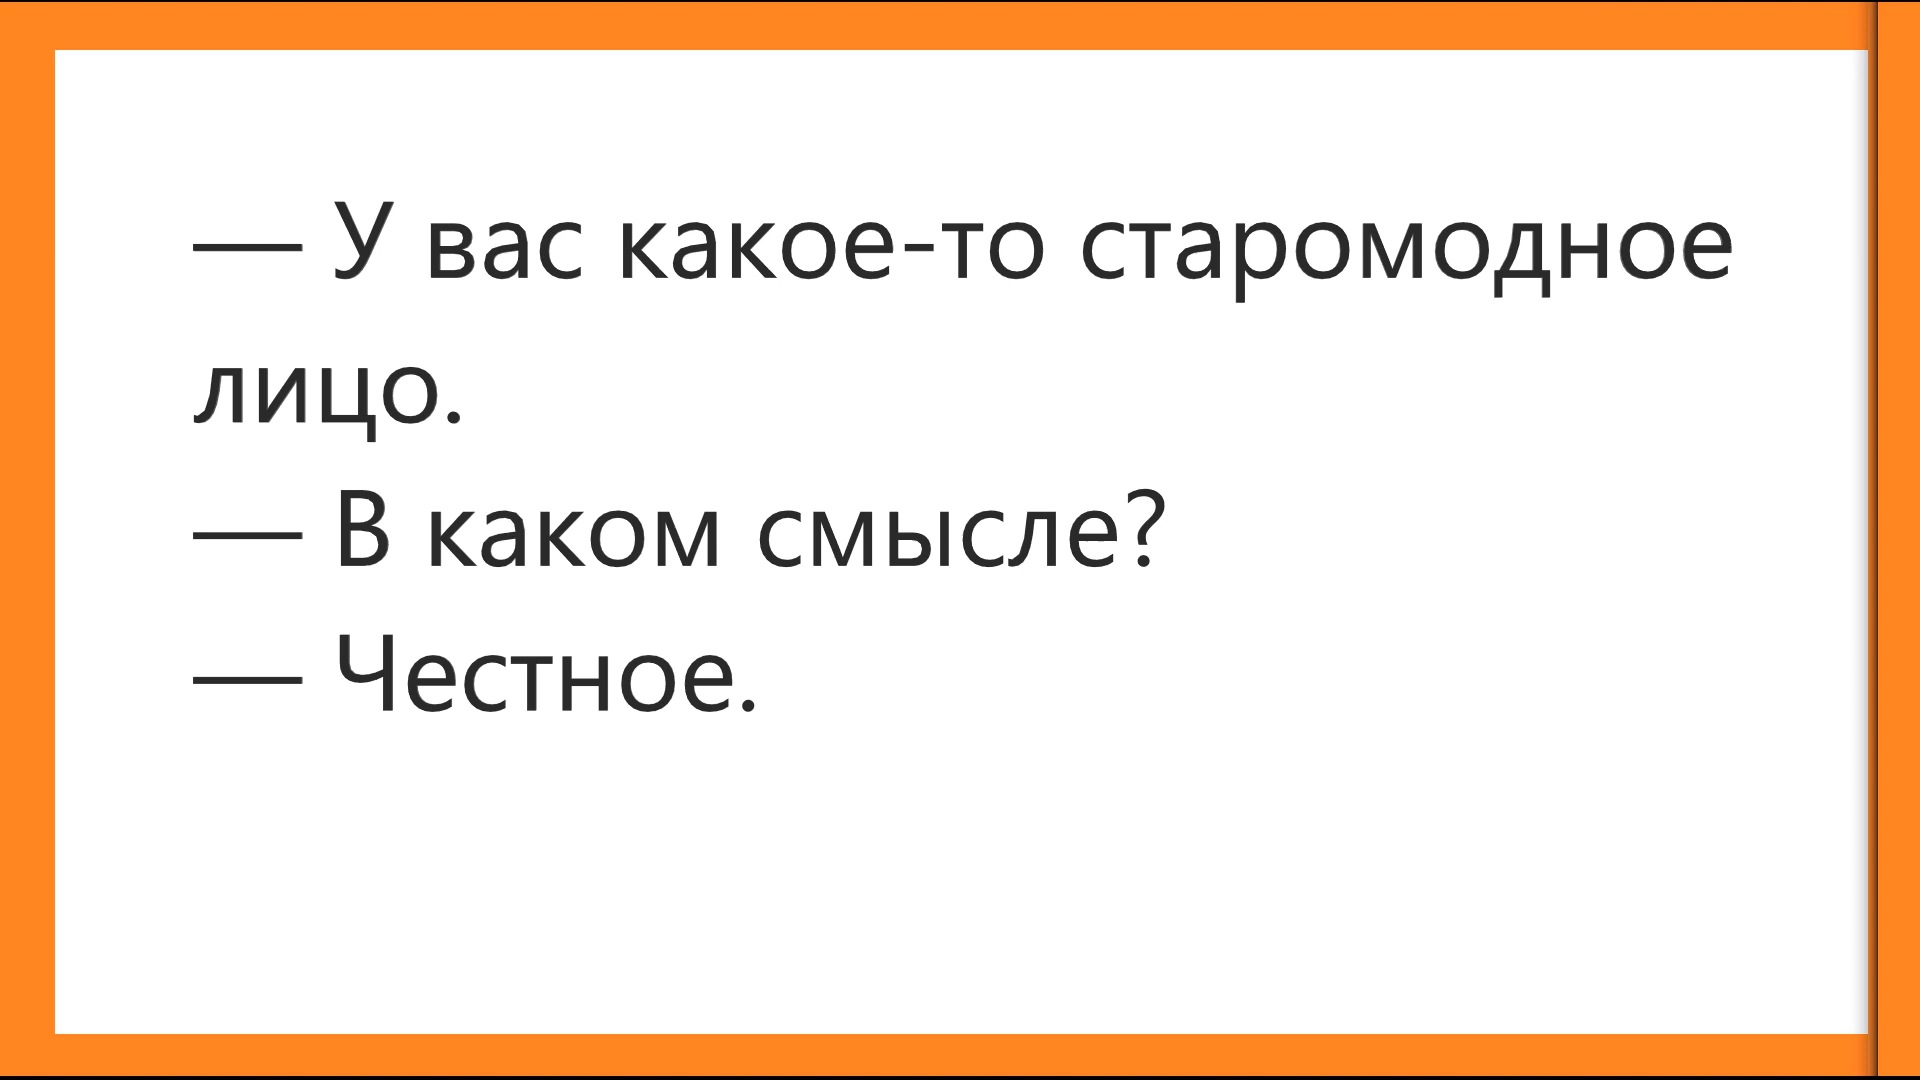 — У вас какое-то старомодное
лицо.
— В каком смысле?
— Честное.